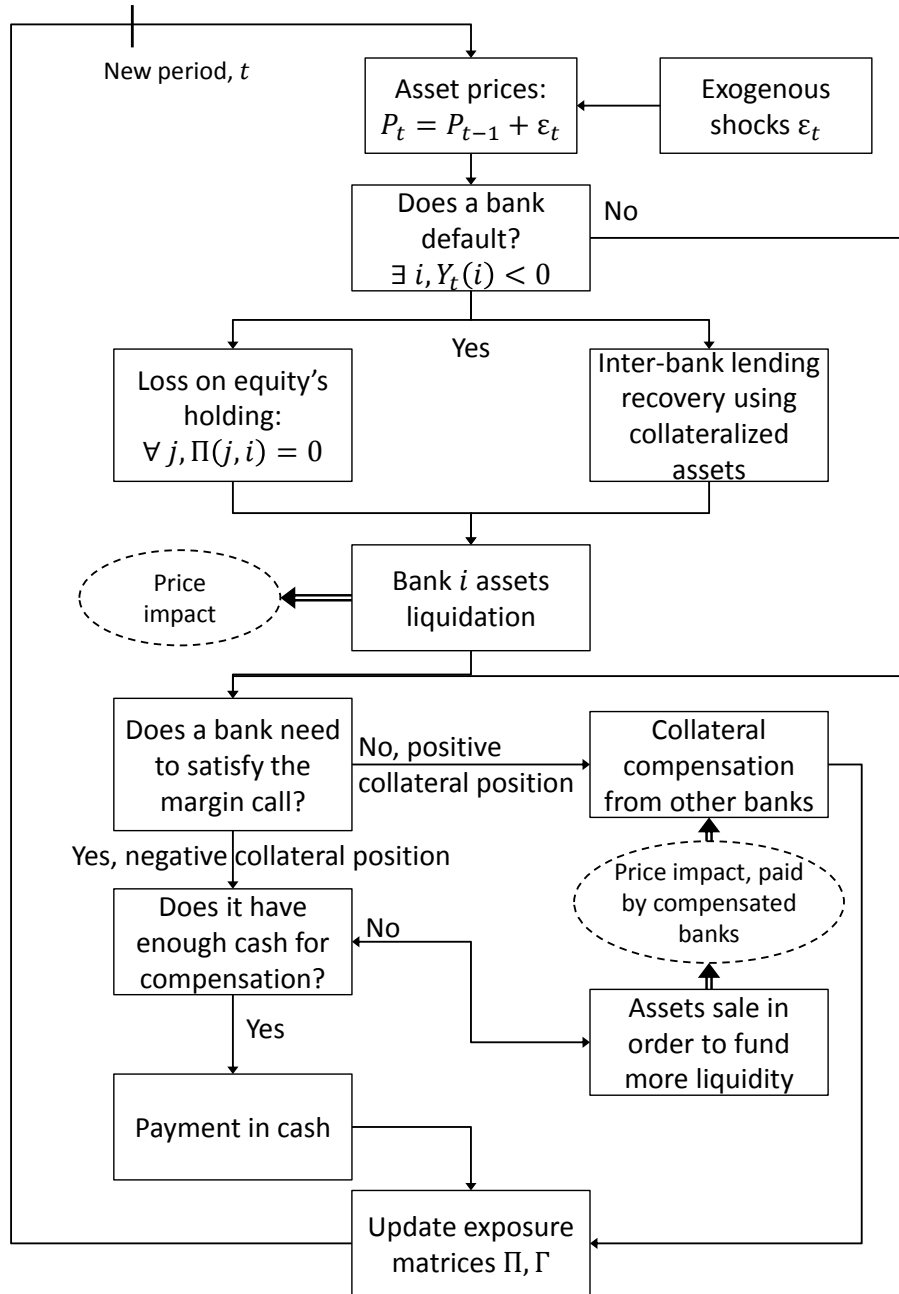 New period, t
Asset prices:
P_t = P_{t−1} + ε_t
Exogenous
shocks ε_t
Does a bank
default?
∃ i, Y_t(i) < 0
No
Yes
Loss on equity's
holding:
∀ j, Π(j, i) = 0
Inter-bank lending
recovery using
collateralized
assets
Price
impact
Bank i assets
liquidation
Does a bank need
to satisfy the
margin call?
No, positive
collateral position
Collateral
compensation
from other banks
Yes, negative collateral position
Price impact, paid
by compensated
banks
Does it have
enough cash for
compensation?
No
Assets sale in
order to fund
more liquidity
Yes
Payment in cash
Update exposure
matrices Π, Γ